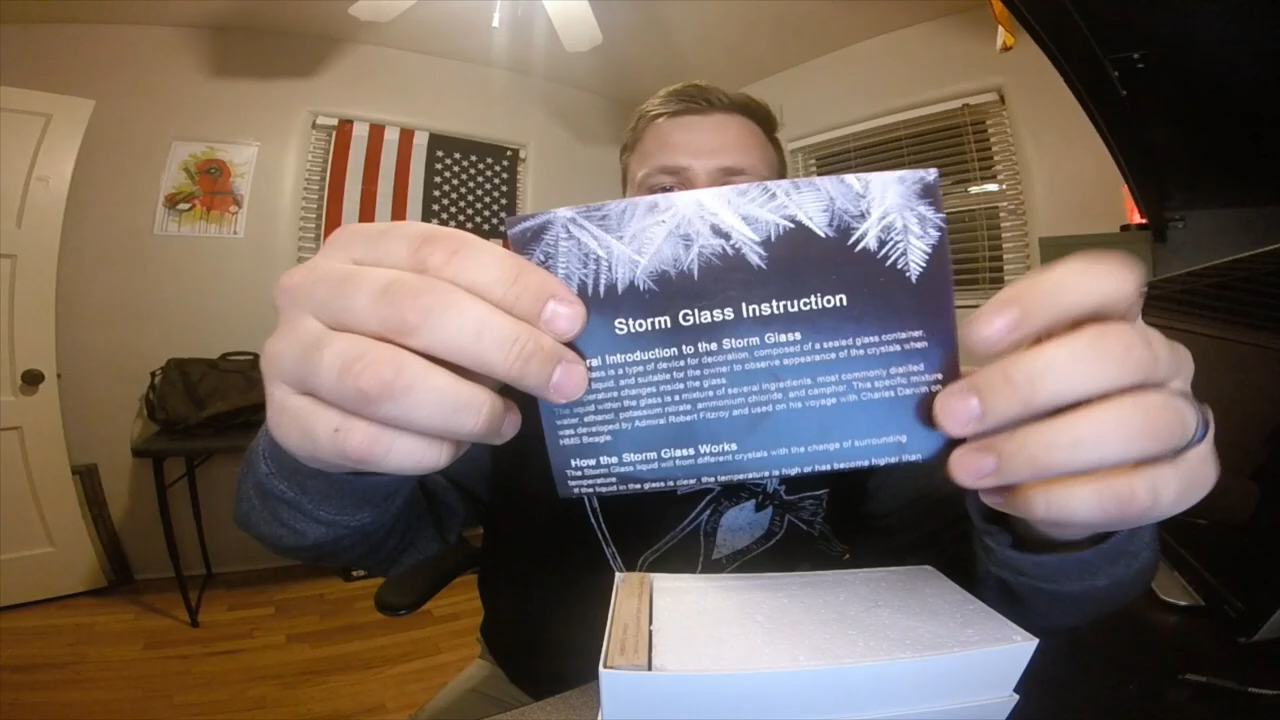 Storm Glass Instruction
ral Introduction to the Storm Glass
lass is a type of device for decoration, composed of a sealed glass container,
liquid, and suitable for the owner to observe appearance of the crystals when
perature changes inside the glass.
The liquid within the glass is a mixture of several ingredients, most commonly distilled
water, ethanol, potassium nitrate, ammonium chloride, and camphor. This specific mixture
was developed by Admiral Robert Fitzroy and used on his voyage with Charles Darwin on
HMS Beagle.
How the Storm Glass Works
The Storm Glass liquid will from different crystals with the change of surrounding
temperature.
If the liquid in the glass is clear, the temperature is high or has become higher than